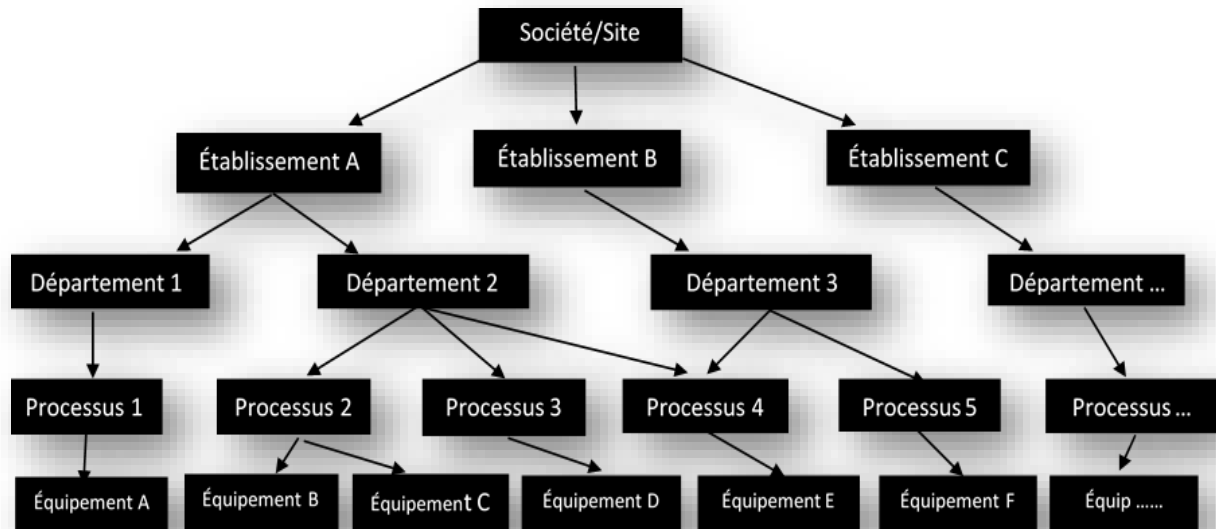 Société/Site
Établissement A
Établissement B
Établissement C
Département 1
Département 2
Département 3
Département ...
Processus 1
Processus 2
Processus 3
Processus 4
Processus 5
Processus ...
Équipement A
Équipement B
Équipement C
Équipement D
Équipement E
Équipement F
Équip ......